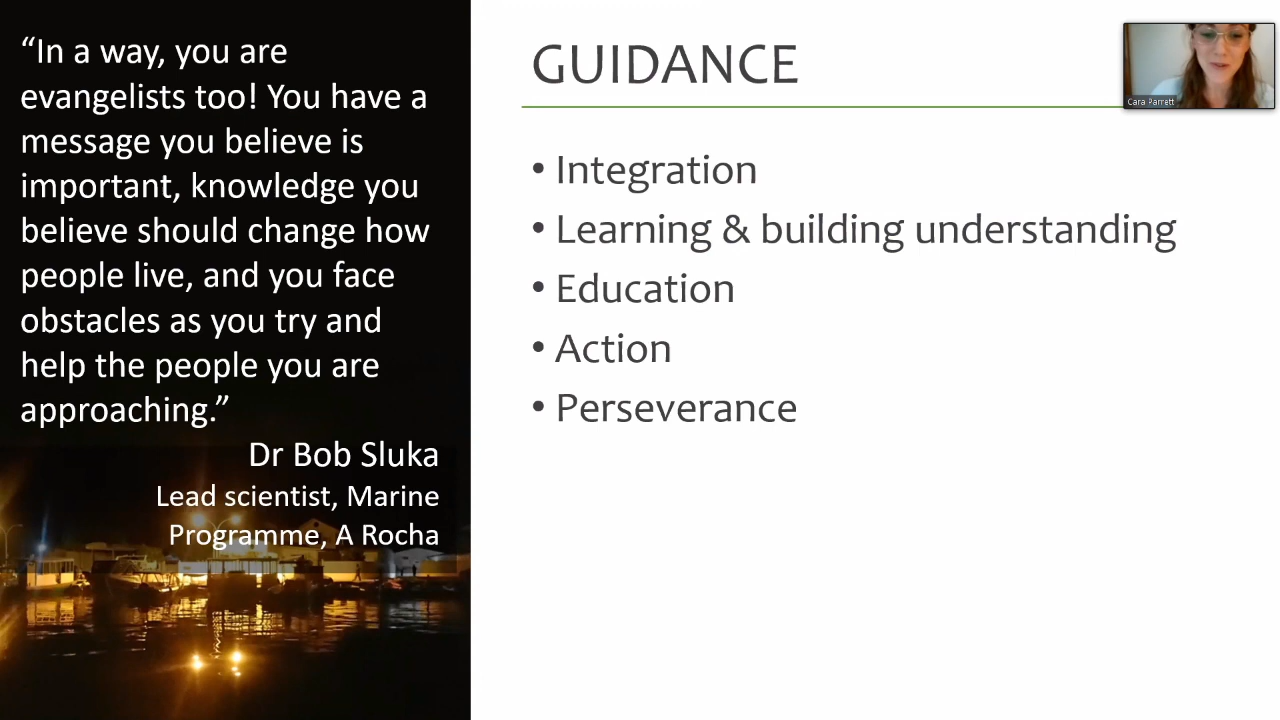 “In a way, you are
evangelists too! You have a
message you believe is
important, knowledge you
believe should change how
people live, and you face
obstacles as you try and
help the people you are
approaching.”
Dr Bob Sluka
Lead scientist, Marine
Programme, A Rocha
GUIDANCE
• Integration
• Learning & building understanding
• Education
• Action
• Perseverance
Cara Parrett